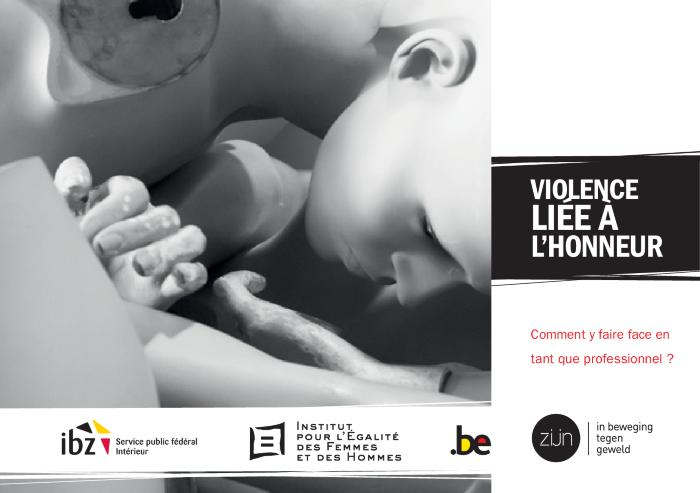 VIOLENCE
LIÉE À
L'HONNEUR
Comment y faire face en
tant que professionnel ?
ibz
Service public fédéral
Intérieur
INSTITUT
POUR L'ÉGALITÉ
DES FEMMES
ET DES HOMMES
.be
zijn
in beweging
tegen
geweld